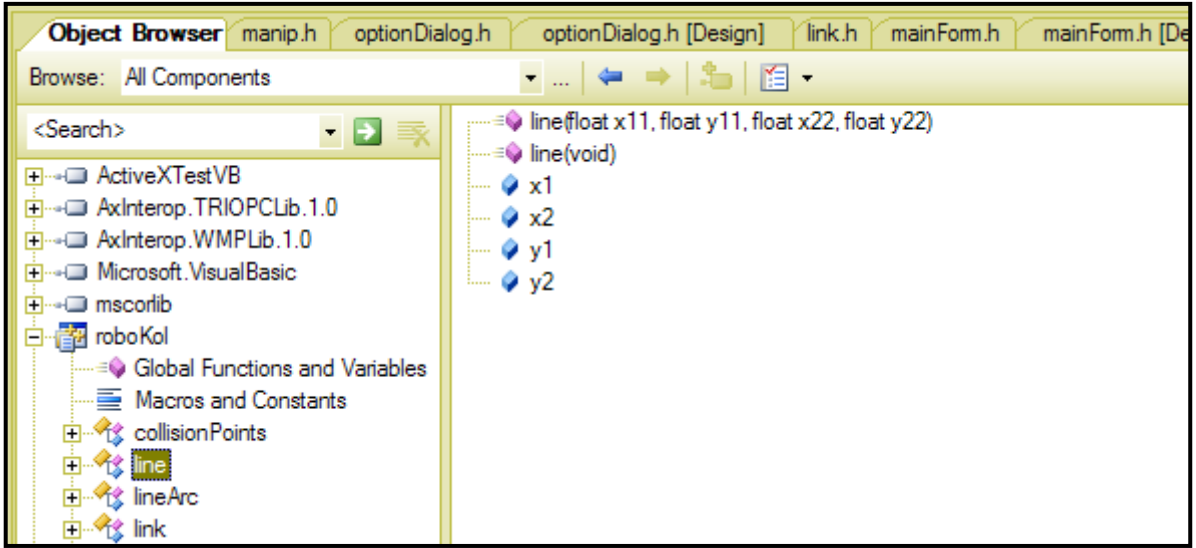 Object Browser manip.h optionDialog.h optionDialog.h [Design] link.h mainForm.h mainForm.h [De
Browse: All Components ...
<Search>
ActiveXTestVB
AxInterop.TRIOPCLib.1.0
AxInterop.WMPLib.1.0
Microsoft.VisualBasic
mscorlib
roboKol
Global Functions and Variables
Macros and Constants
collisionPoints
line
lineArc
link
line(float x11, float y11, float x22, float y22)
line(void)
x1
x2
y1
y2